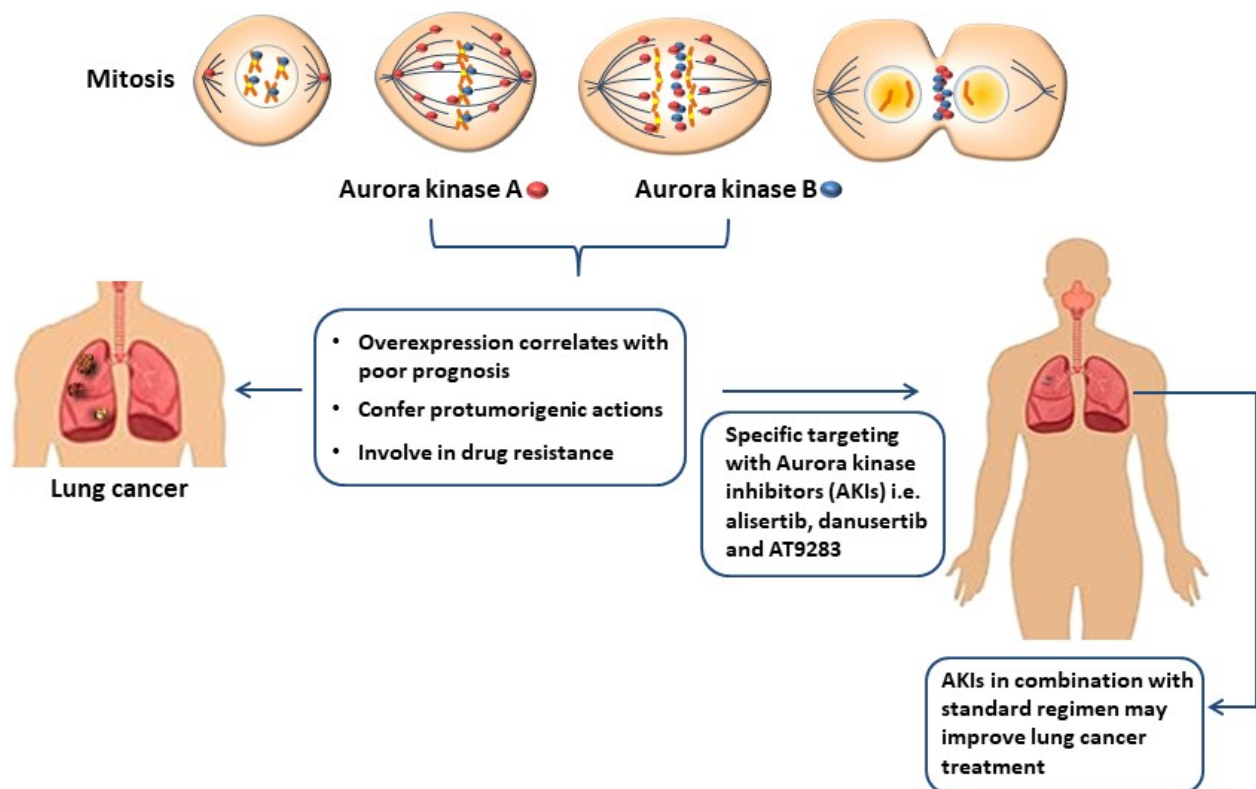 Mitosis
Aurora kinase A
Aurora kinase B
• Overexpression correlates with
poor prognosis
• Confer protumorigenic actions
• Involve in drug resistance
Lung cancer
Specific targeting
with Aurora kinase
inhibitors (AKIs) i.e.
alisertib, danusertib
and AT9283
AKIs in combination with
standard regimen may
improve lung cancer
treatment